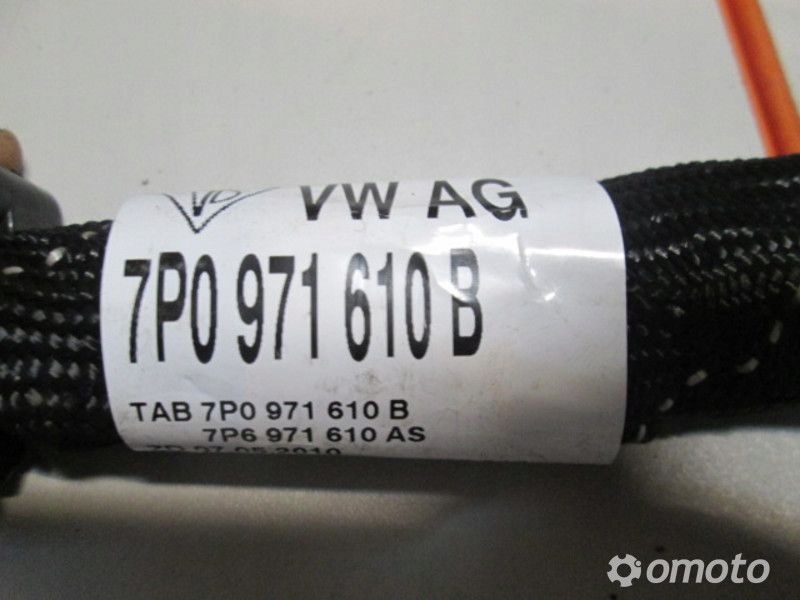 VW AG
7P0 971 610 B
TAB 7P0 971 610 B
7P6 971 610 AS
omoto